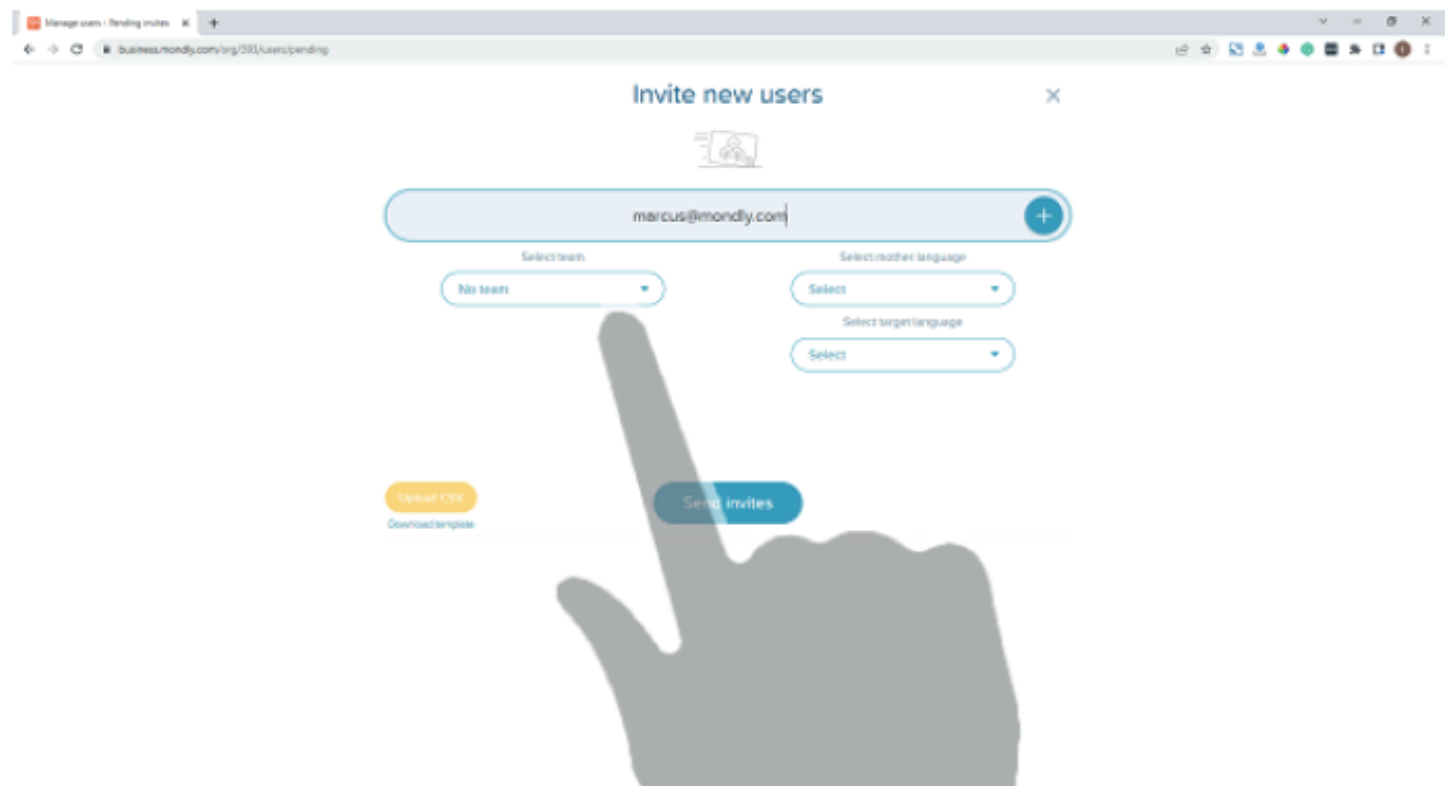 Manage users : Pending invites
business.mondly.com/org/393/users/pending
Invite new users
marcus@mondly.com
Select team
Select mother language
No team
Select
Select target language
Select
Upload CSV
Send invites
Download template